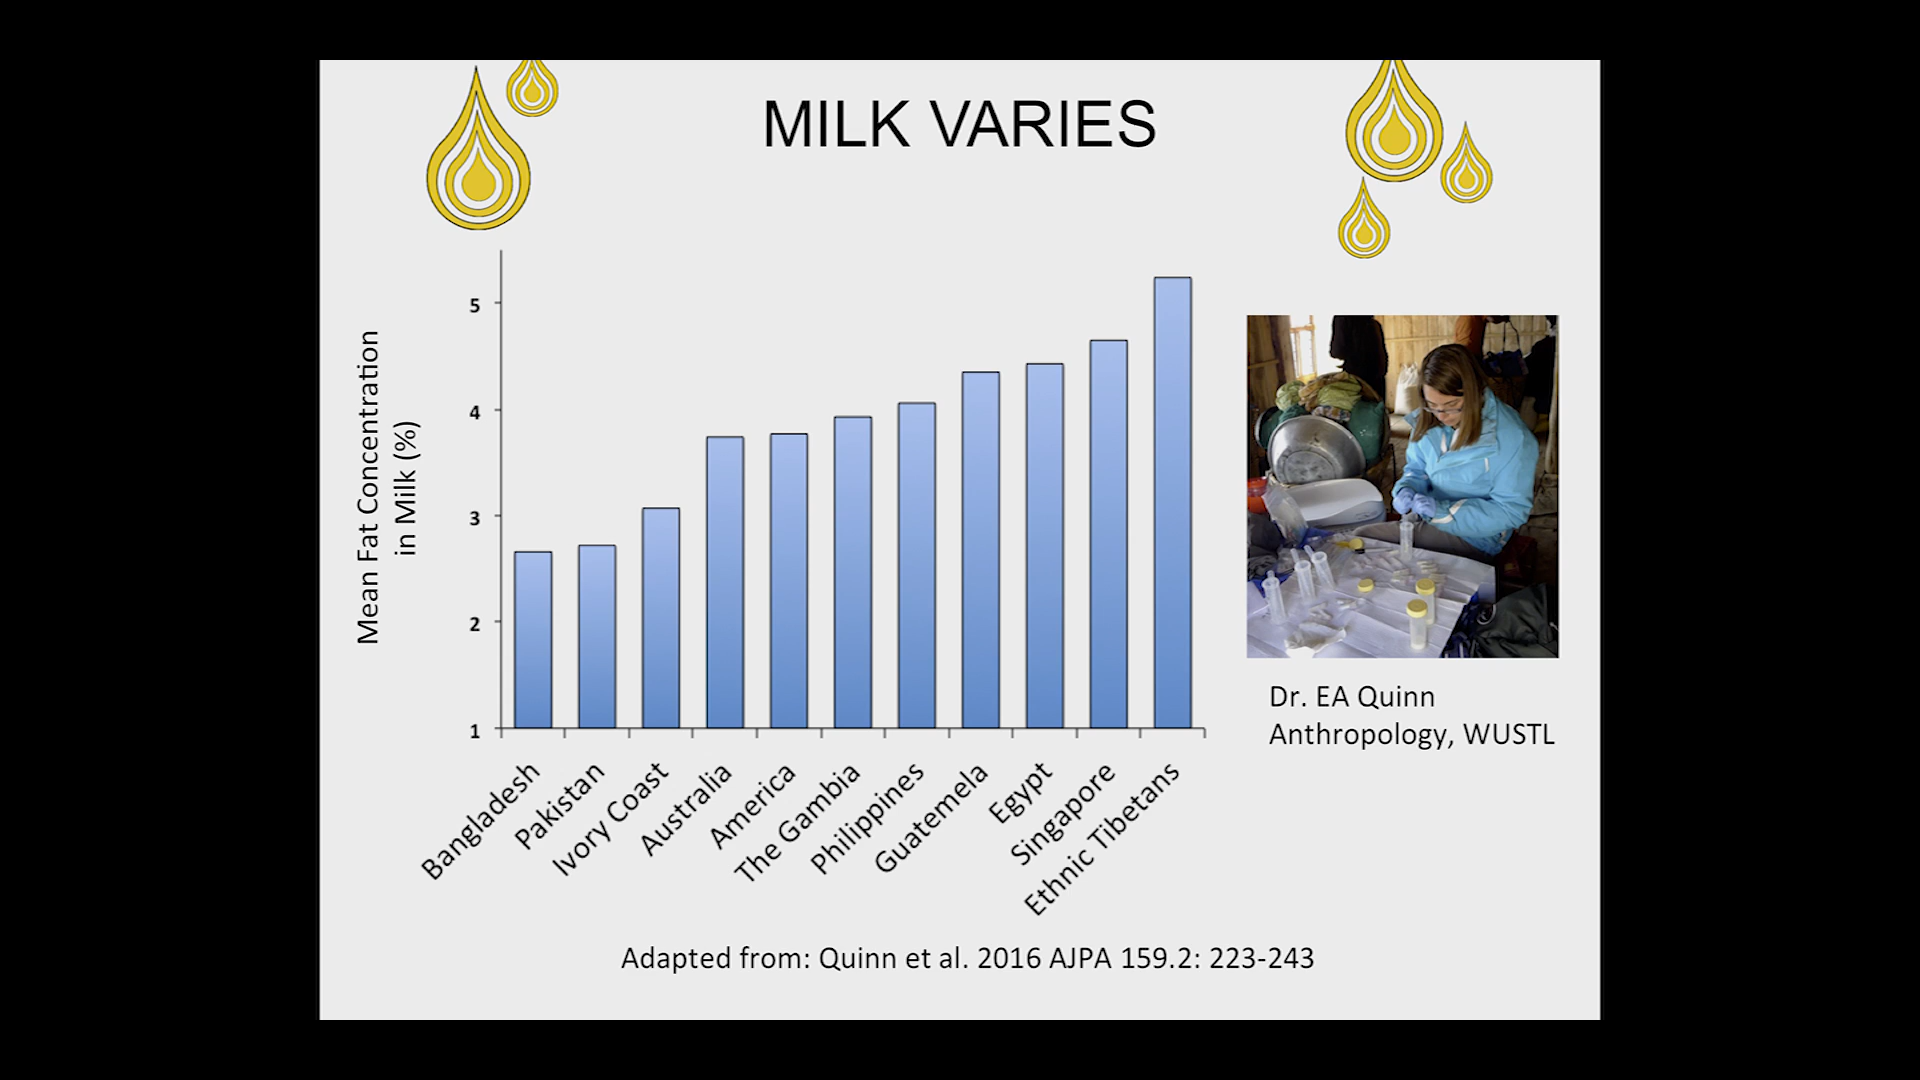 MILK VARIES
Mean Fat Concentration
in Milk (%)
5
4
3
2
1
Bangladesh
Pakistan
Ivory Coast
Australia
America
The Gambia
Philippines
Guatemela
Egypt
Singapore
Ethnic Tibetans
Dr. EA Quinn
Anthropology, WUSTL
Adapted from: Quinn et al. 2016 AJPA 159.2: 223-243